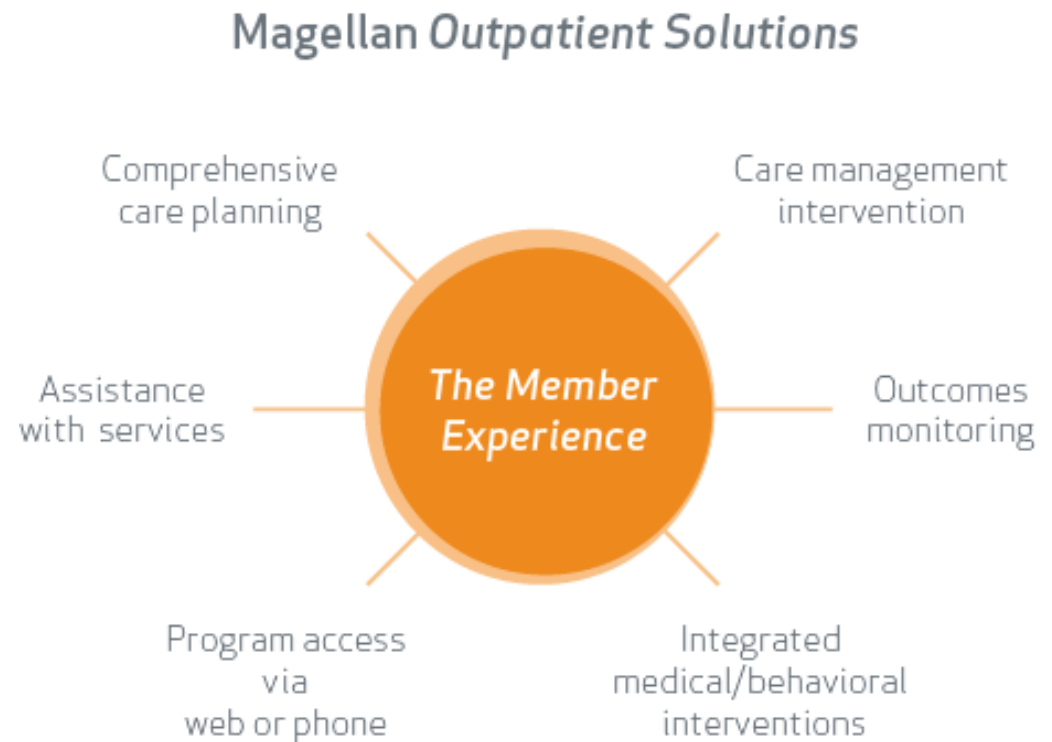 Magellan Outpatient Solutions
Comprehensive
care planning
Care management
intervention
Assistance
with services
The Member
Experience
Outcomes
monitoring
Program access
via
web or phone
Integrated
medical/behavioral
interventions